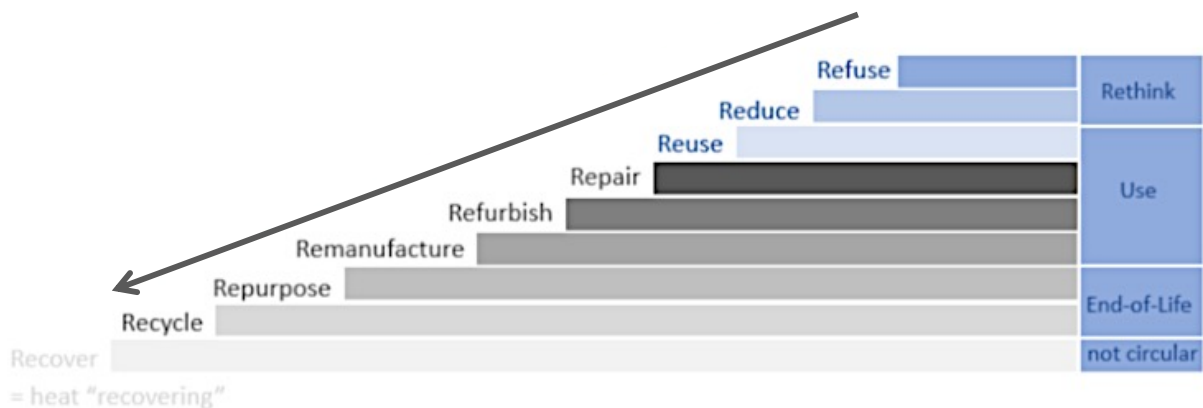 Refuse
Reduce
Rethink
Reuse
Repair
Use
Refurbish
Remanufacture
Repurpose
End-of-Life
Recycle
Recover
not circular
= heat “recovering”